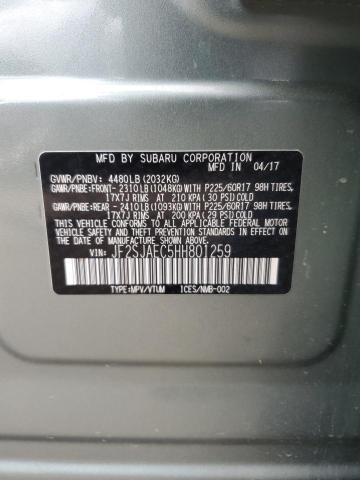 MFD BY SUBARU CORPORATION IN 04/17
GVWR/PNBV: 4480LB (2032KG)
GAWR/PNBE:FRONT- 2310LB (1048KG) WITH P225/60R17 98H TIRES,
17X7J RIMS AT 210 KPA (30 PSI) COLD
GAWR/PNBE:REAR - 2410LB (1093KG) WITH P225/60R17 98H TIRES,
17X7J RIMS AT 200 KPA (29 PSI) COLD
THIS VEHICLE CONFORMS TO ALL APPLICABLE
FEDERAL MOTOR VEHICLE SAFETY, BUMPER, AND THEFT
PREVENTION STANDARDS IN EFFECT
ON THE DATE OF MANUFACTURE SHOWN ABOVE.
VIN: JF2SJAEC5HH801259
TYPE:MPV/VTUM ICES/NMB-002